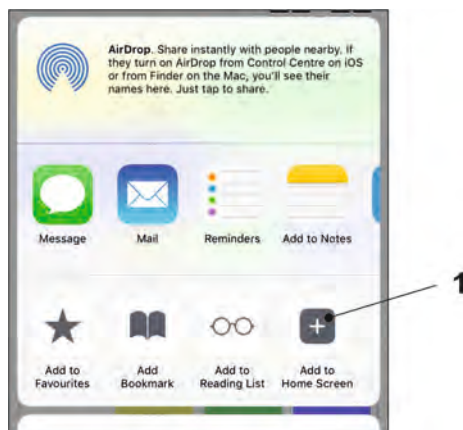 AirDrop. Share instantly with people nearby. If
they turn on AirDrop from Control Centre on iOS
or from Finder on the Mac, you'll see their
names here. Just tap to share.
Message Mail Reminders Add to Notes
1
Add to Favourites
Add Bookmark
Add to Reading List
Add to Home Screen